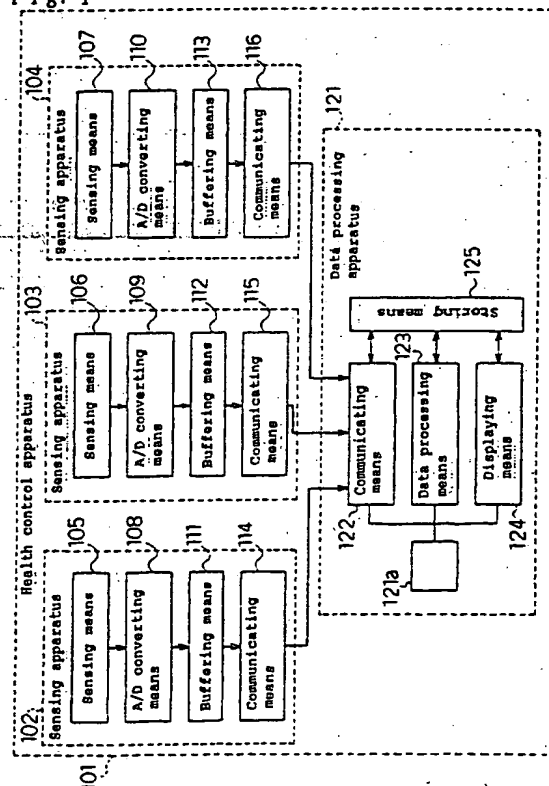 Fig. 1
Health control apparatus
101
102
Sensing apparatus
105
Sensing means
108
A/D converting
means
111
Buffering means
114
Communicating
means
103
Sensing apparatus
106
Sensing means
109
A/D converting
means
112
Buffering means
115
Communicating
means
104
Sensing apparatus
107
Sensing means
110
A/D converting
means
113
Buffering means
116
Communicating
means
121
Data processing
apparatus
121a
122
Communicating
means
123
Data processing
means
124
Displaying
means
125
Storing means